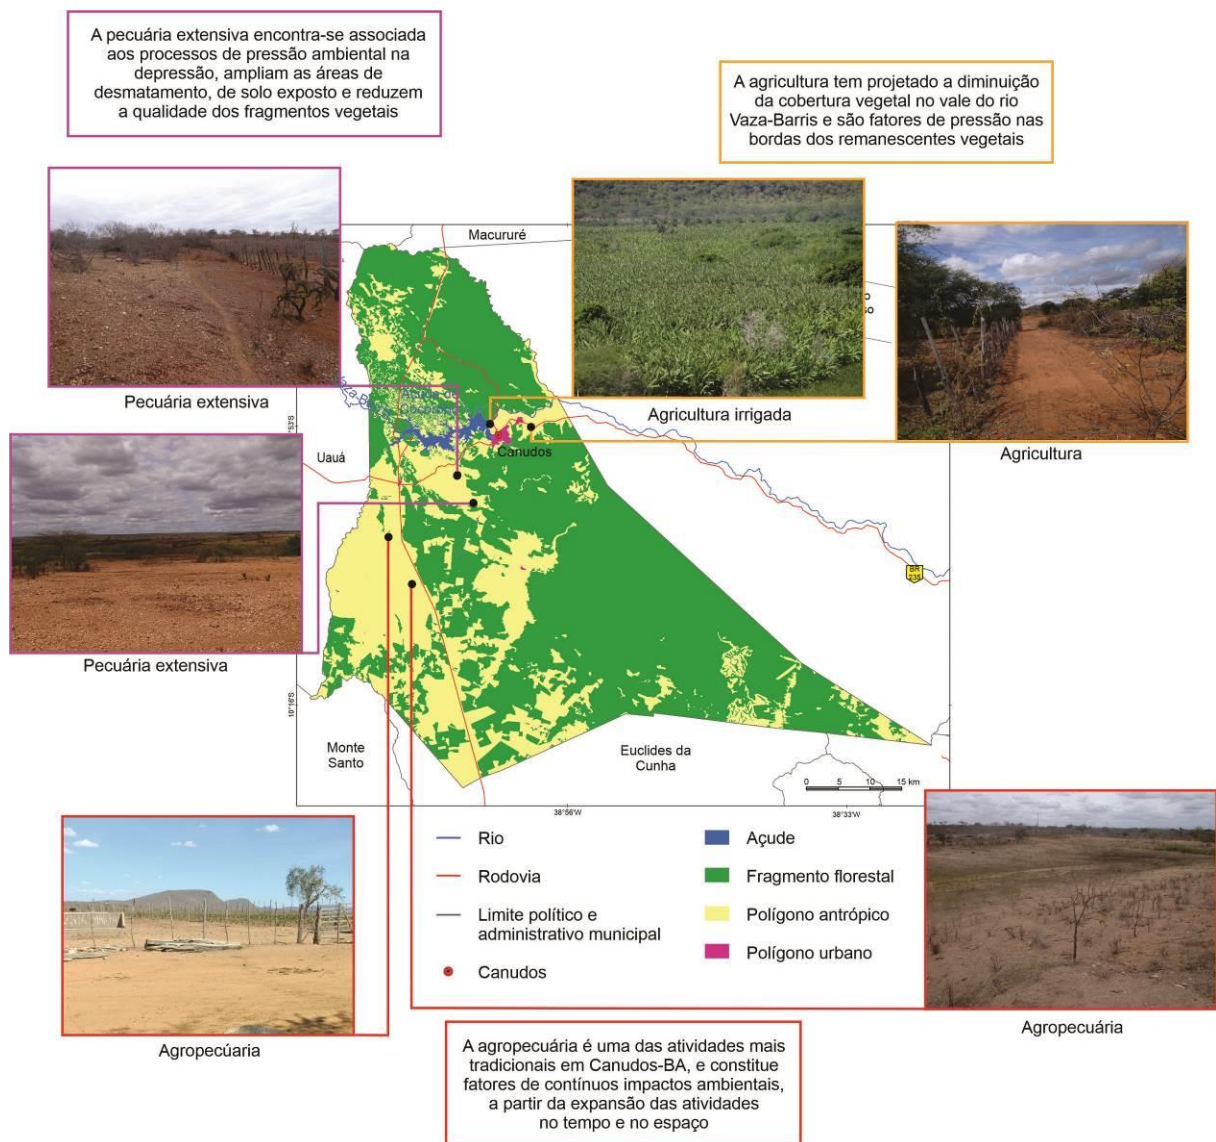 A pecuária extensiva encontra-se associada
aos processos de pressão ambiental na
depressão, ampliam as áreas de
desmatamento, de solo exposto e reduzem
a qualidade dos fragmentos vegetais
A agricultura tem projetado a diminuição
da cobertura vegetal no vale do rio
Vaza-Barris e são fatores de pressão nas
bordas dos remanescentes vegetais
Macururé
Pecuária extensiva
Agricultura irrigada
Agricultura
Uauá
Canudos
Pecuária extensiva
BR
235
10°16'S
Monte
Santo
Euclides da
Cunha
0 5 10 15 km
38°56'W
38°33'W
Rio
Rodovia
Limite político e
administrativo municipal
Canudos
Açude
Fragmento florestal
Polígono antrópico
Polígono urbano
Agropecúaria
Agropecuária
A agropecuária é uma das atividades mais
tradicionais em Canudos-BA, e constitue
fatores de contínuos impactos ambientais,
a partir da expansão das atividades
no tempo e no espaço